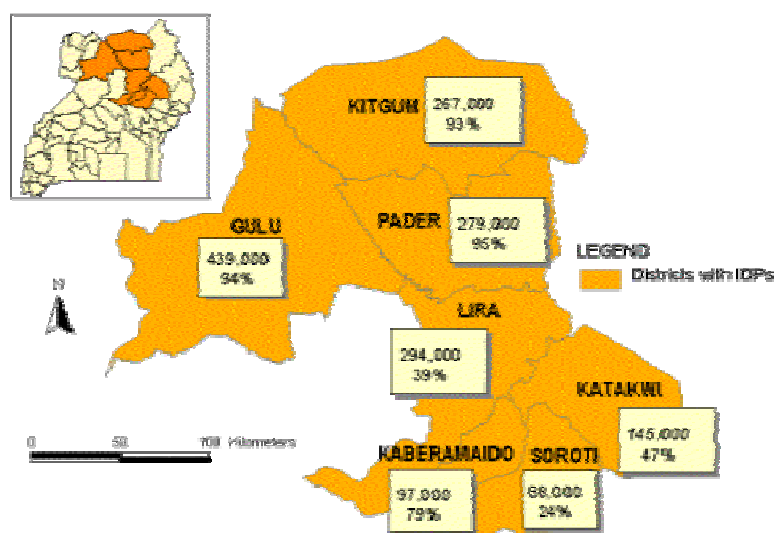 KITGUM
267,000
93%
PADER
279,000
95%
GULU
439,000
94%
LEGEND
Districts with IDPs
N
LIRA
294,000
39%
KATAKWI
145,000
47%
0 50 100 Kilometers
KABERAMAIDO
97,000
79%
SOROTI
68,000
24%